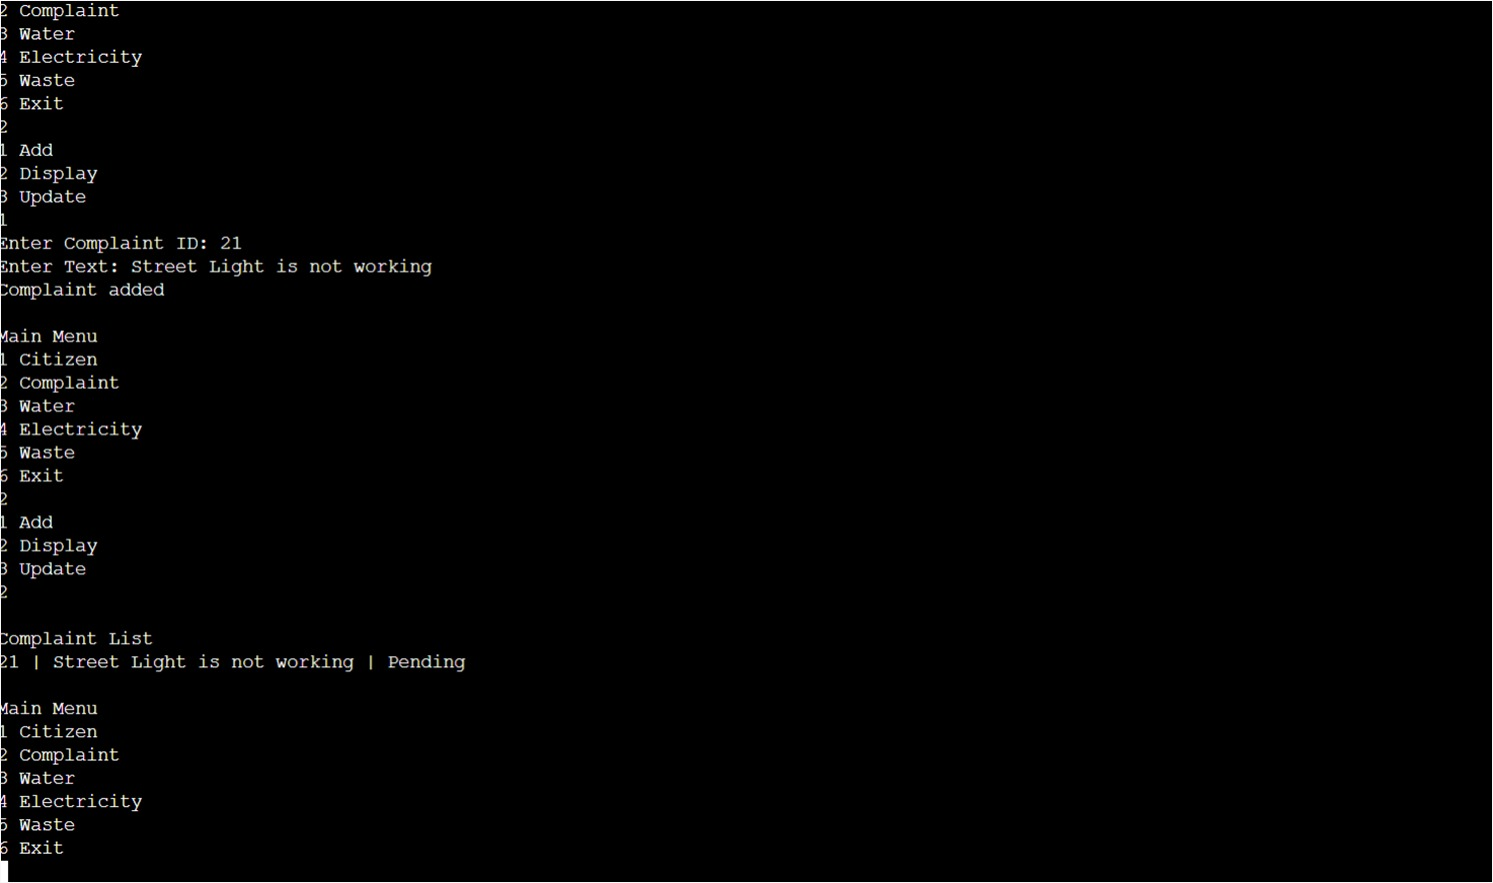 2 Complaint
3 Water
4 Electricity
5 Waste
6 Exit
2
1 Add
2 Display
3 Update
1
Enter Complaint ID: 21
Enter Text: Street Light is not working
Complaint added
Main Menu
1 Citizen
2 Complaint
3 Water
4 Electricity
5 Waste
6 Exit
2
1 Add
2 Display
3 Update
2
Complaint List
21 | Street Light is not working | Pending
Main Menu
1 Citizen
2 Complaint
3 Water
4 Electricity
5 Waste
6 Exit